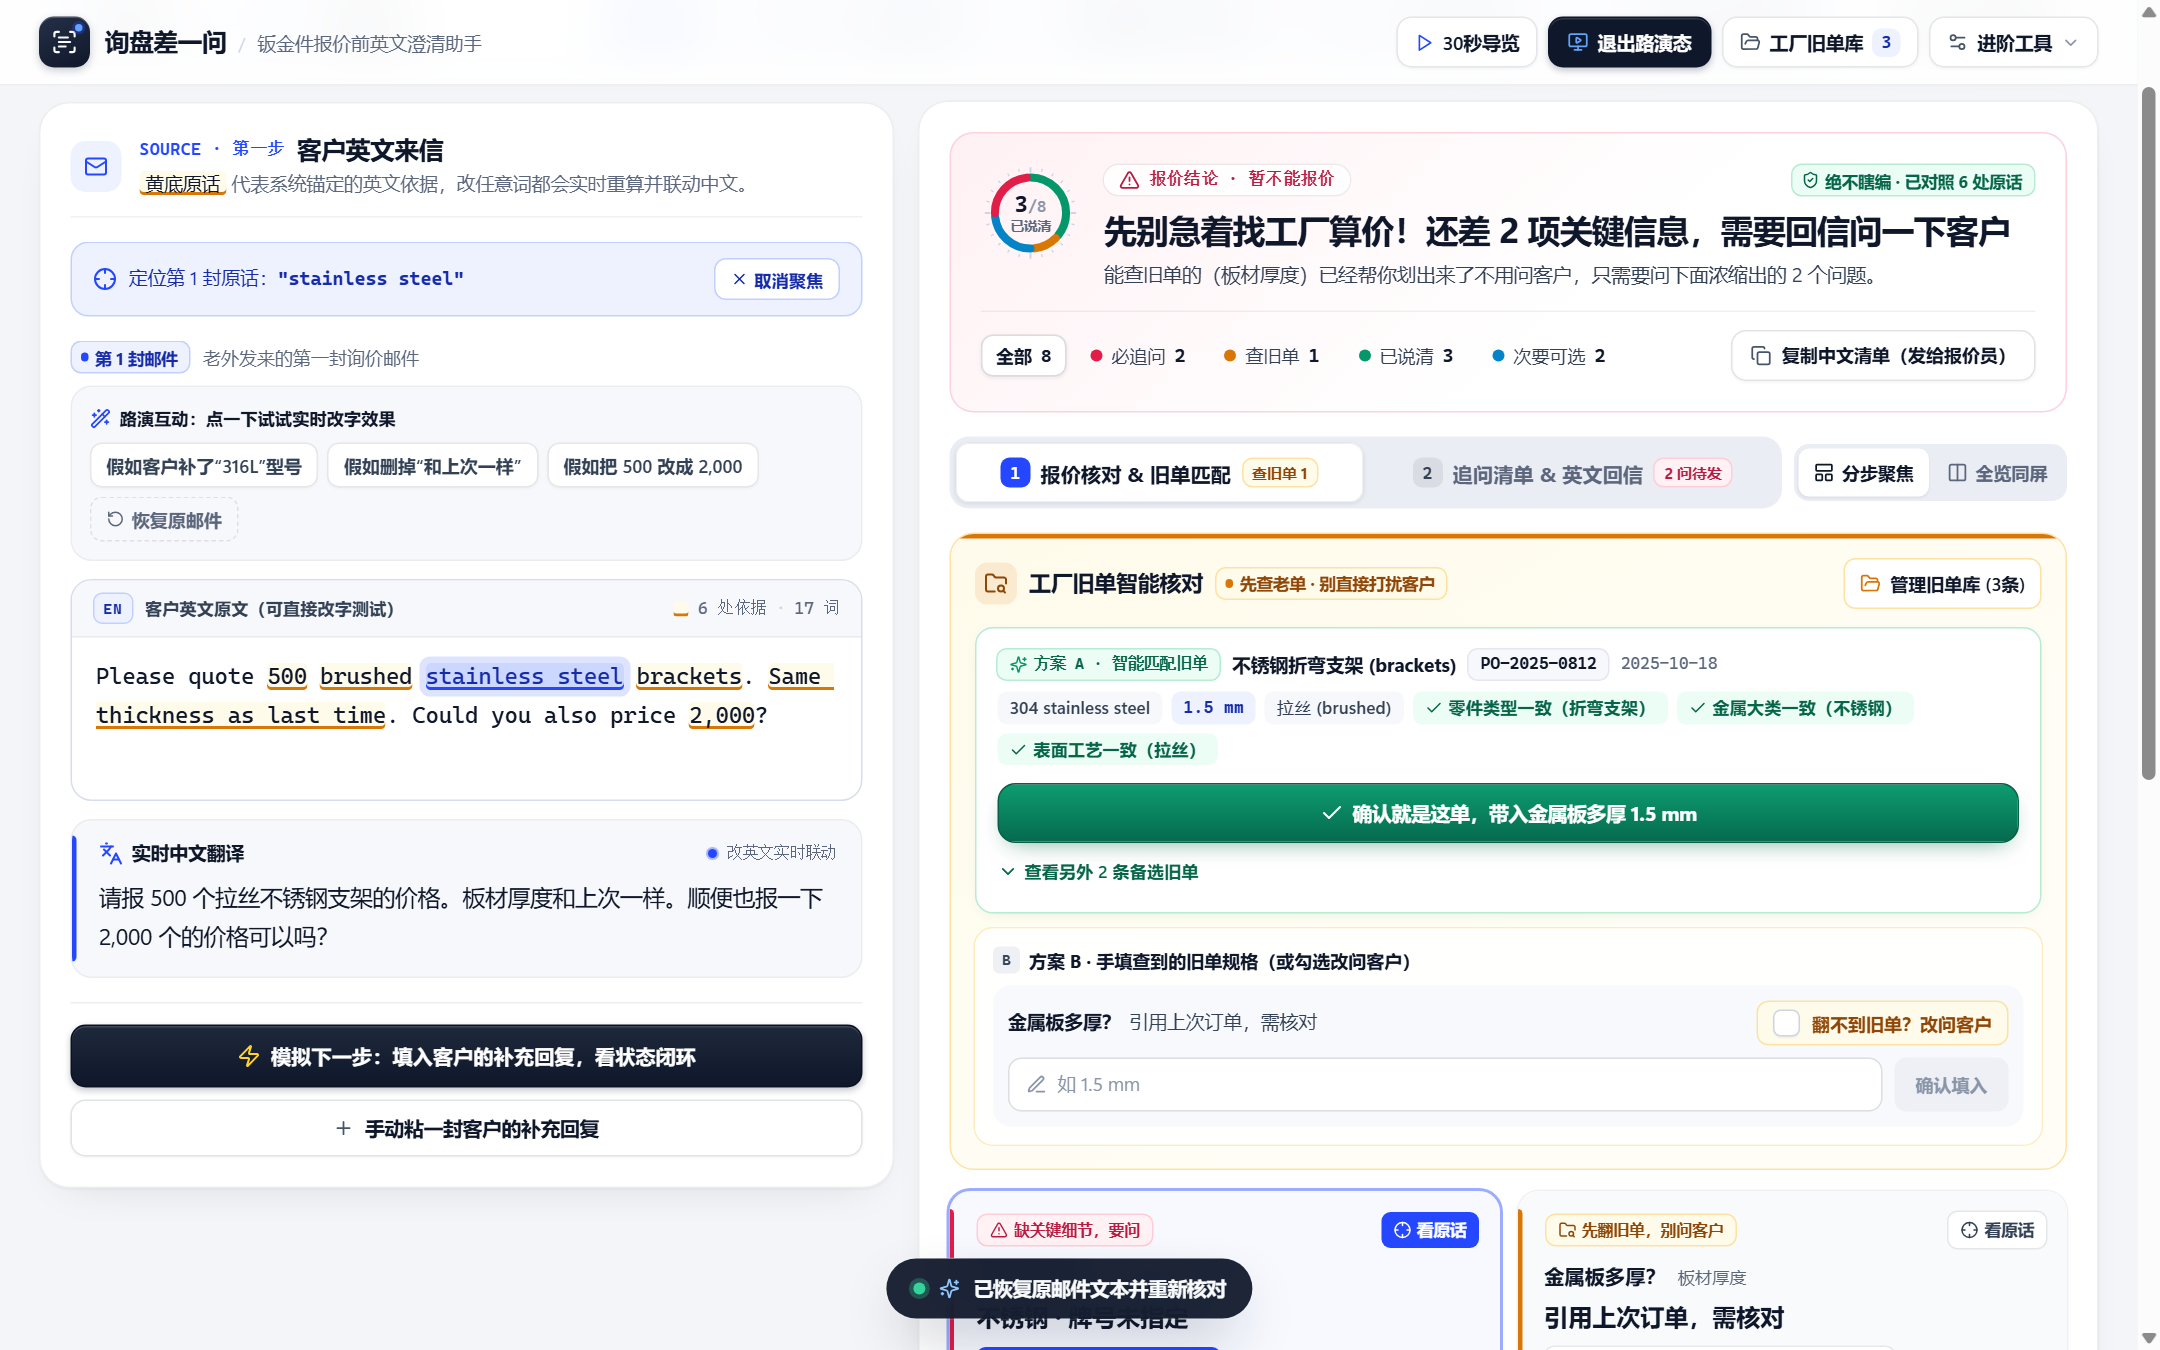 询盘差一问 / 钣金件报价前英文澄清助手
30秒导览
退出路演态
工厂旧单库 3
进阶工具
SOURCE · 第一步 客户英文来信
黄底原话 代表系统锚定的英文依据，改任意词都会实时重算并联动中文。
定位第 1 封原话："stainless steel"
取消聚焦
第 1 封邮件 老外发来的第一封询价邮件
路演互动：点一下试试实时改字效果
假如客户补了“316L”型号
假如删掉“和上次一样”
假如把 500 改成 2,000
恢复原邮件
EN 客户英文原文（可直接改字测试）
6 处依据 · 17 词
Please quote 500 brushed stainless steel brackets. Same
thickness as last time. Could you also price 2,000?
实时中文翻译
改英文实时联动
请报 500 个拉丝不锈钢支架的价格。板材厚度和上次一样。顺便也报一下
2,000 个的价格可以吗？
模拟下一步：填入客户的补充回复，看状态闭环
手动粘一封客户的补充回复
3/8
已说清
报价结论 · 暂不能报价
绝不瞎编 · 已对照 6 处原话
先别急着找工厂算价！还差 2 项关键信息，需要回信问一下客户
能查旧单的（板材厚度）已经帮你划出来了不用问客户，只需要问下面浓缩出的 2 个问题。
全部 8
必追问 2
查旧单 1
已说清 3
次要可选 2
复制中文清单（发给报价员）
1 报价核对 & 旧单匹配 查旧单 1
2 追问清单 & 英文回信 2 问待发
分步聚焦
全览同屏
工厂旧单智能核对
先查老单 · 别直接打扰客户
管理旧单库 (3条)
方案 A · 智能匹配旧单 不锈钢折弯支架 (brackets) PO-2025-0812 2025-10-18
304 stainless steel 1.5 mm 拉丝 (brushed) 零件类型一致（折弯支架） 金属大类一致（不锈钢）
表面工艺一致（拉丝）
确认就是这单，带入金属板多厚 1.5 mm
查看另外 2 条备选旧单
B 方案 B · 手填查到的旧单规格（或勾选改问客户）
金属板多厚？ 引用上次订单，需核对
翻不到旧单？改问客户
如 1.5 mm
确认填入
缺关键细节，要问
看原话
不锈钢 · 牌号未指定
先翻旧单，别问客户
看原话
金属板多厚？ 板材厚度
引用上次订单，需核对
已恢复原邮件文本并重新核对